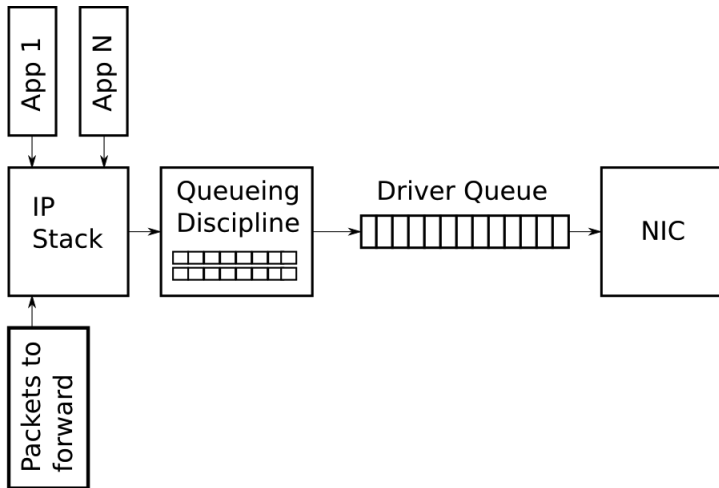 App 1
App N
IP
Stack
Queueing
Discipline
Driver Queue
NIC
Packets to
forward